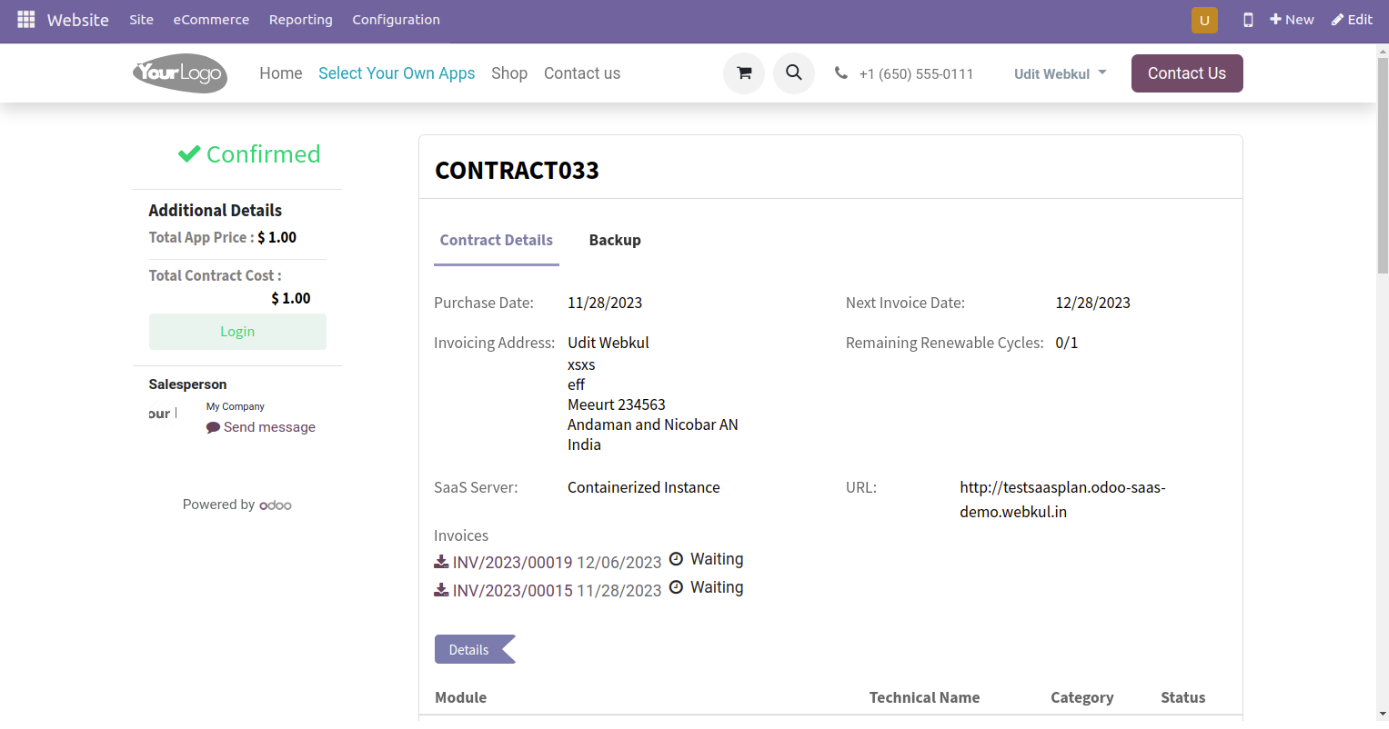 Website Site eCommerce Reporting Configuration U New Edit
YourLogo Home Select Your Own Apps Shop Contact us +1 (650) 555-0111 Udit Webkul Contact Us
Confirmed
Additional Details
Total App Price : $ 1.00
Total Contract Cost :
$ 1.00
Login
Salesperson
our
My Company
Send message
Powered by odoo
CONTRACT033
Contract Details Backup
Purchase Date: 11/28/2023 Next Invoice Date: 12/28/2023
Invoicing Address: Udit Webkul Remaining Renewable Cycles: 0/1
xsxs
eff
Meeurt 234563
Andaman and Nicobar AN
India
SaaS Server: Containerized Instance URL: http://testsaasplan.odoo-saas-
demo.webkul.in
Invoices
INV/2023/00019 12/06/2023 Waiting
INV/2023/00015 11/28/2023 Waiting
Details
Module Technical Name Category Status